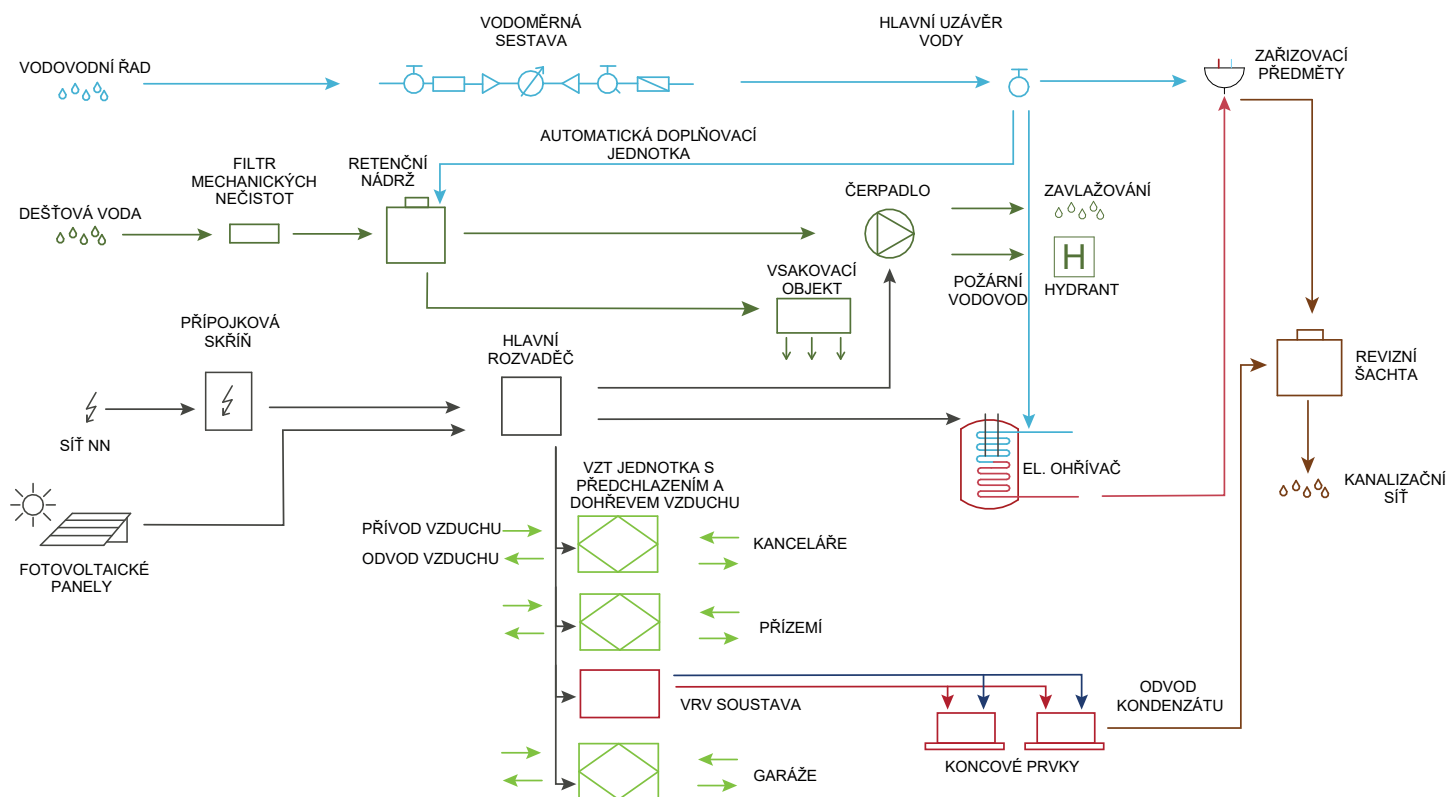 VODOMĚRNÁ
SESTAVA
HLAVNÍ UZÁVĚR
VODY
VODOVODNÍ ŘAD
ZAŘIZOVACÍ
PŘEDMĚTY
AUTOMATICKÁ DOPLŇOVACÍ
JEDNOTKA
FILTR
MECHANICKÝCH
NEČISTOT
RETENČNÍ
NÁDRŽ
ČERPADLO
ZAVLAŽOVÁNÍ
DEŠŤOVÁ VODA
H
VSAKOVACÍ
OBJEKT
POŽÁRNÍ
VODOVOD
HYDRANT
PŘÍPOJKOVÁ
SKŘÍŇ
HLAVNÍ
ROZVADĚČ
REVIZNÍ
ŠACHTA
SÍŤ NN
VZT JEDNOTKA S
PŘEDCHLAZENÍM A
DOHŘEVEM VZDUCHU
EL. OHŘÍVAČ
KANALIZAČNÍ
SÍŤ
PŘÍVOD VZDUCHU
ODVOD VZDUCHU
KANCELÁŘE
FOTOVOLTAICKÉ
PANELY
PŘÍZEMÍ
VRV SOUSTAVA
ODVOD
KONDENZÁTU
KONCOVÉ PRVKY
GARÁŽE